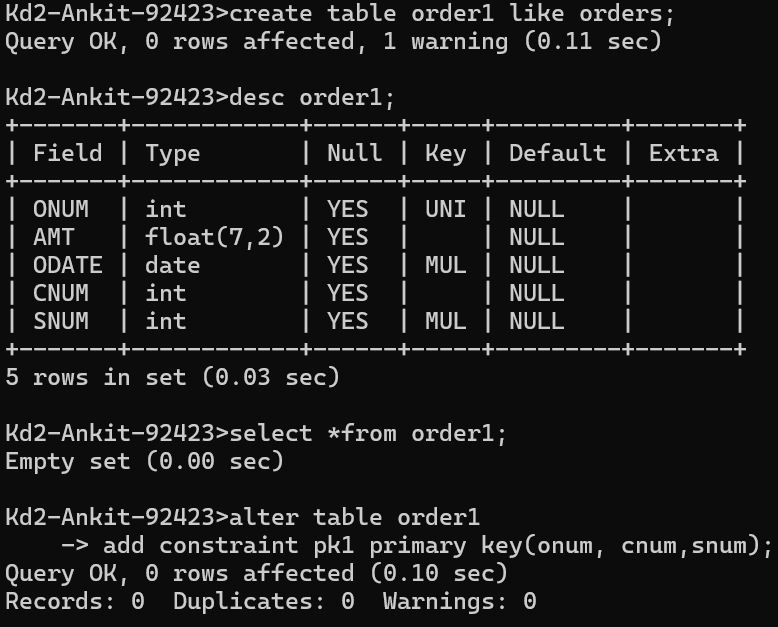 Kd2-Ankit-92423>create table order1 like orders;
Query OK, 0 rows affected, 1 warning (0.11 sec)

Kd2-Ankit-92423>desc order1;
+-------+------------+------+-----+---------+-------+
| Field | Type       | Null | Key | Default | Extra |
+-------+------------+------+-----+---------+-------+
| ONUM  | int        | YES  | UNI | NULL    |       |
| AMT   | float(7,2) | YES  |     | NULL    |       |
| ODATE | date       | YES  | MUL | NULL    |       |
| CNUM  | int        | YES  |     | NULL    |       |
| SNUM  | int        | YES  | MUL | NULL    |       |
+-------+------------+------+-----+---------+-------+
5 rows in set (0.03 sec)

Kd2-Ankit-92423>select *from order1;
Empty set (0.00 sec)

Kd2-Ankit-92423>alter table order1
    -> add constraint pk1 primary key(onum, cnum,snum);
Query OK, 0 rows affected (0.10 sec)
Records: 0  Duplicates: 0  Warnings: 0